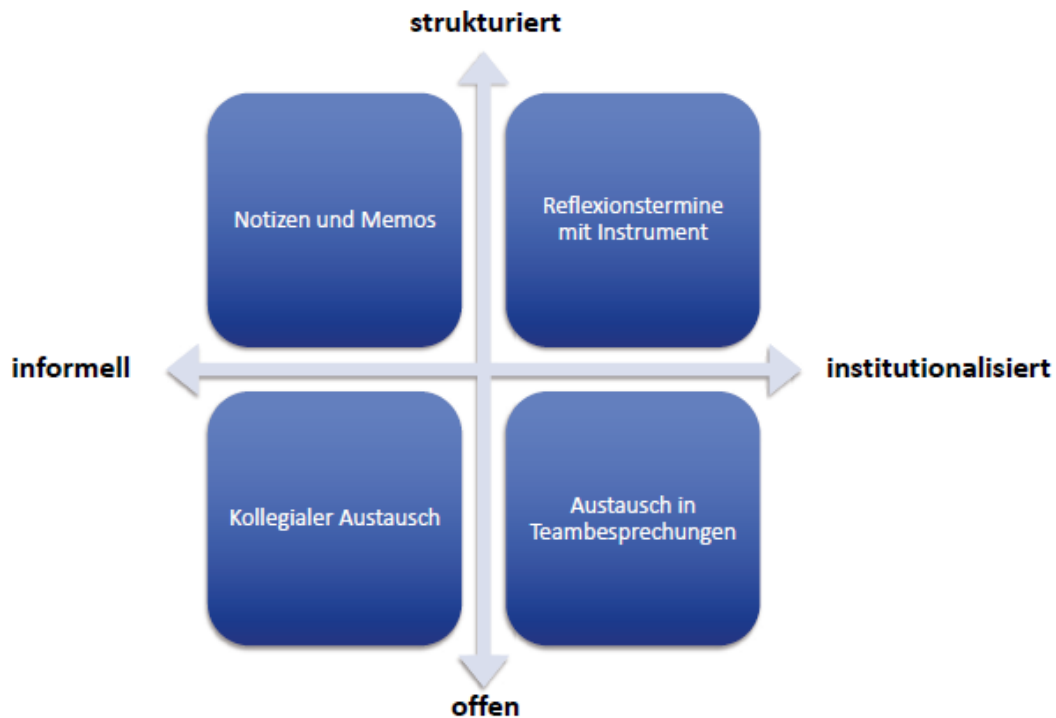 strukturiert
Notizen und Memos
Reflexionstermine
mit Instrument
informell
institutionalisiert
Kollegialer Austausch
Austausch in
Teambesprechungen
offen